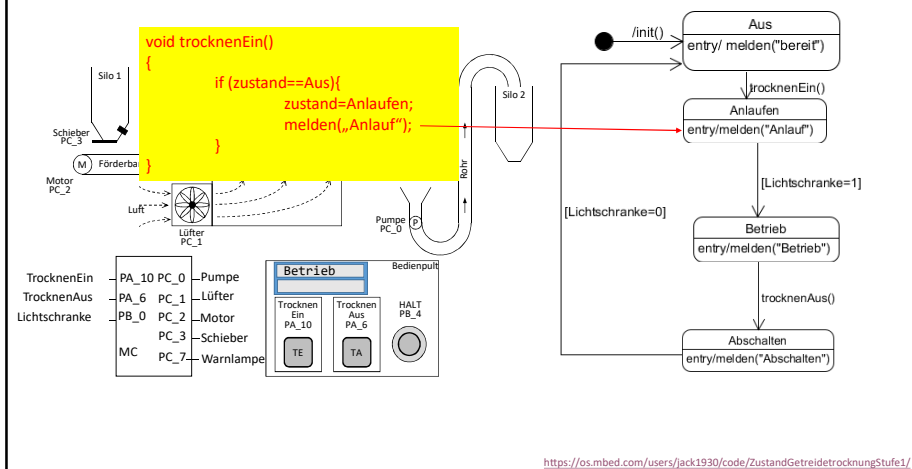 void trocknenEin()
{
if (zustand==Aus){
zustand=Anlaufen;
melden(„Anlauf“);
}
}
Silo 1
Schieber
PC_3
M
Förderba
Motor
PC_2
Luft
Lüfter
PC_1
Silo 2
Rohr
Pumpe
PC_0
P
TrocknenEin
TrocknenAus
Lichtschranke
PA_10 PC_0
PA_6 PC_1
PB_0 PC_2
PC_3
MC PC_7
Pumpe
Lüfter
Motor
Schieber
Warnlampe
Bedienpult
Betrieb
Trocknen
Ein
PA_10
TE
Trocknen
Aus
PA_6
TA
HALT
PB_4
/init()
Aus
entry/ melden("bereit")
trocknenEin()
Anlaufen
entry/melden("Anlauf")
[Lichtschranke=1]
[Lichtschranke=0]
Betrieb
entry/melden("Betrieb")
trocknenAus()
Abschalten
entry/melden("Abschalten")
https://os.mbed.com/users/jack1930/code/ZustandGetreidetrocknungStufe1/